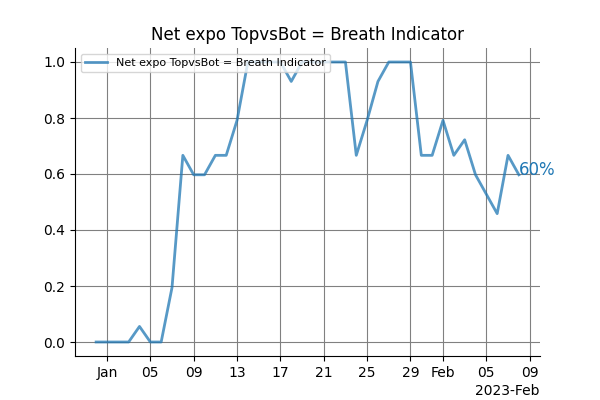 Net expo TopvsBot = Breath Indicator
Net expo TopvsBot = Breath Indicator
1.0
0.8
0.6
0.4
0.2
0.0
60%
Jan 05 09 13 17 21 25 29 Feb 05 09
2023-Feb